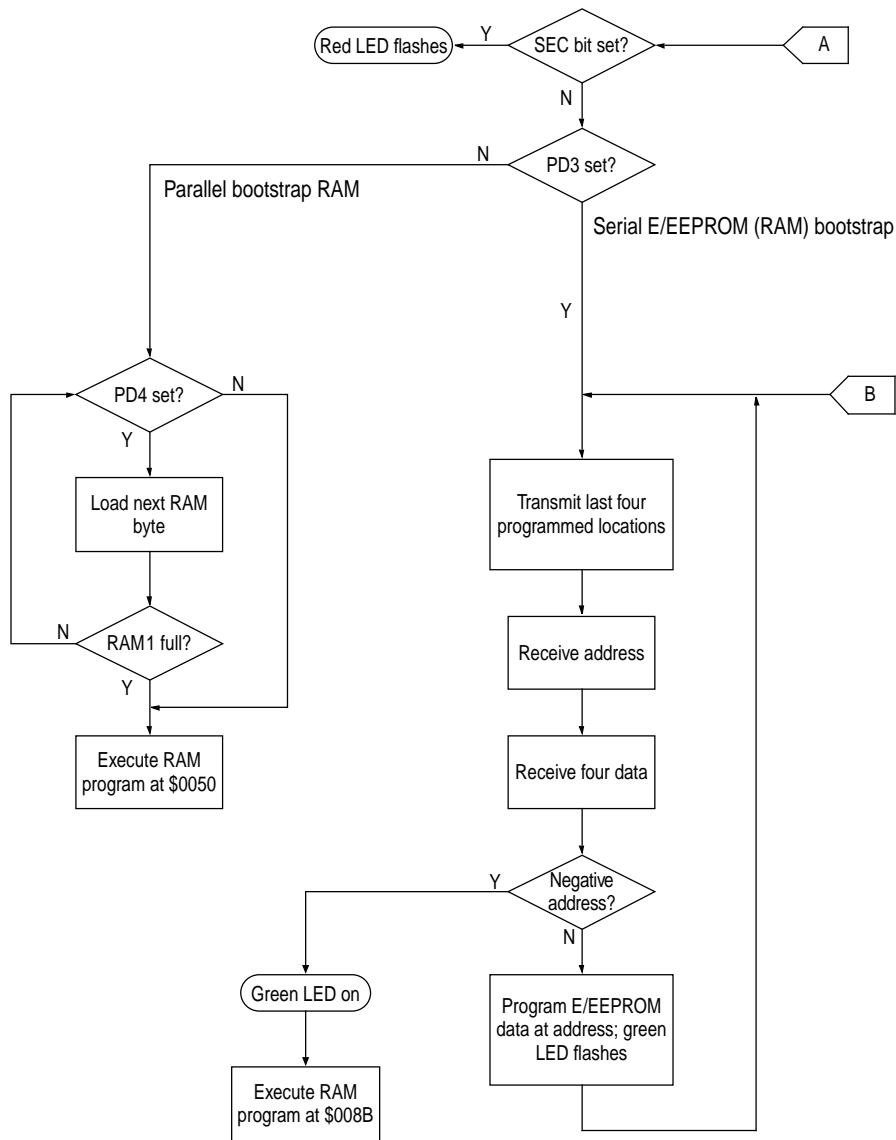 Red LED flashes
Y
SEC bit set?
A
N
N
PD3 set?
Parallel bootstrap RAM
Serial E/EEPROM (RAM) bootstrap
Y
PD4 set?
N
Y
B
Load next RAM
byte
Transmit last four
programmed locations
N
RAM1 full?
Y
Receive address
Execute RAM
program at $0050
Receive four data
Y
Negative
address?
N
Green LED on
Program E/EEPROM
data at address; green
LED flashes
Execute RAM
program at $008B